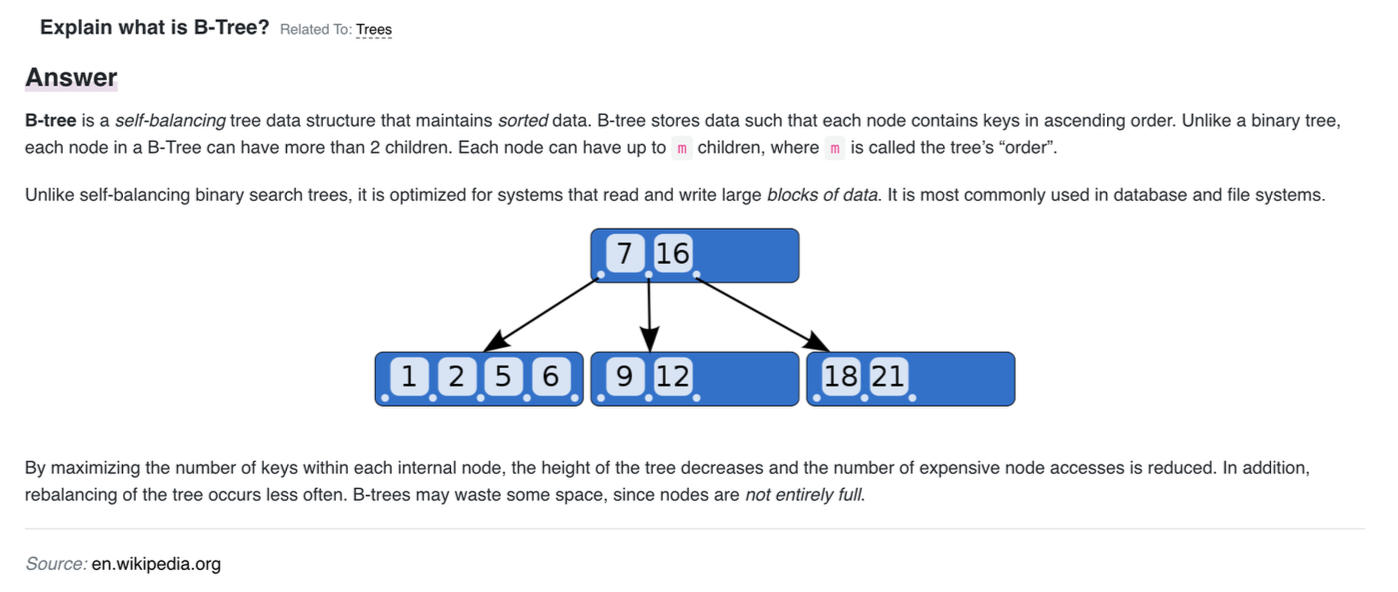 Explain what is B-Tree? Related To: Trees
Answer
B-tree is a self-balancing tree data structure that maintains sorted data. B-tree stores data such that each node contains keys in ascending order. Unlike a binary tree,
each node in a B-Tree can have more than 2 children. Each node can have up to m children, where m is called the tree’s “order”.
Unlike self-balancing binary search trees, it is optimized for systems that read and write large blocks of data. It is most commonly used in database and file systems.
7 16
1 2 5 6 9 12 18 21
By maximizing the number of keys within each internal node, the height of the tree decreases and the number of expensive node accesses is reduced. In addition,
rebalancing of the tree occurs less often. B-trees may waste some space, since nodes are not entirely full.
Source: en.wikipedia.org